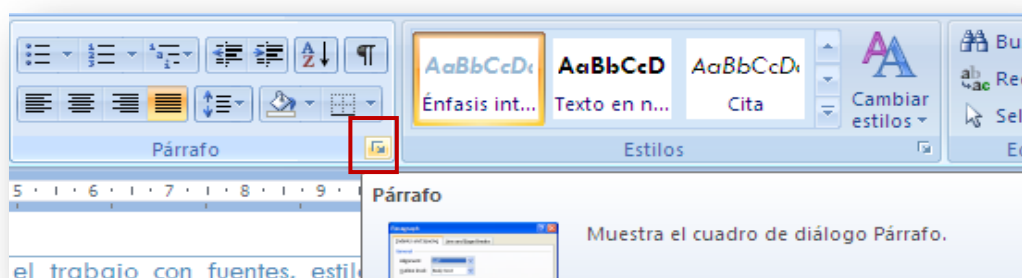 AaBbCcDc AaBbCcD AaBbCcDc
Énfasis int... Texto en n... Cita
Cambiar
estilos
Bu
Re
Sel
Párrafo Estilos
5 · 6 · 7 · 8 · 9
Párrafo
Muestra el cuadro de diálogo Párrafo.
Paragraph
el trabajo con fuentes, estil